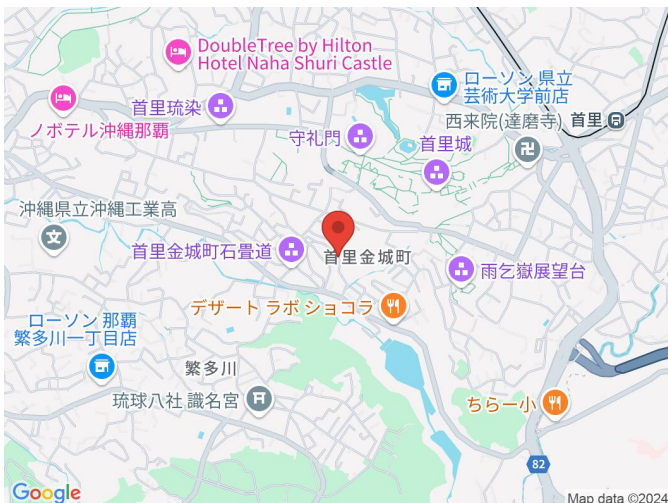 DoubleTree by Hilton
Hotel Naha Shuri Castle
ローソン 県立
芸術大学前店
首里琉染
ノボテル沖縄那覇
守礼門
首里城
西来院(達磨寺)
首里
沖縄県立沖縄工業高
首里金城町石畳道
首里金城町
雨乞嶽展望台
デザート ラボ ショコラ
ローソン 那覇
繁多川一丁目店
繁多川
琉球八社 識名宮
ちらー小
82
Google
Map data ©2024